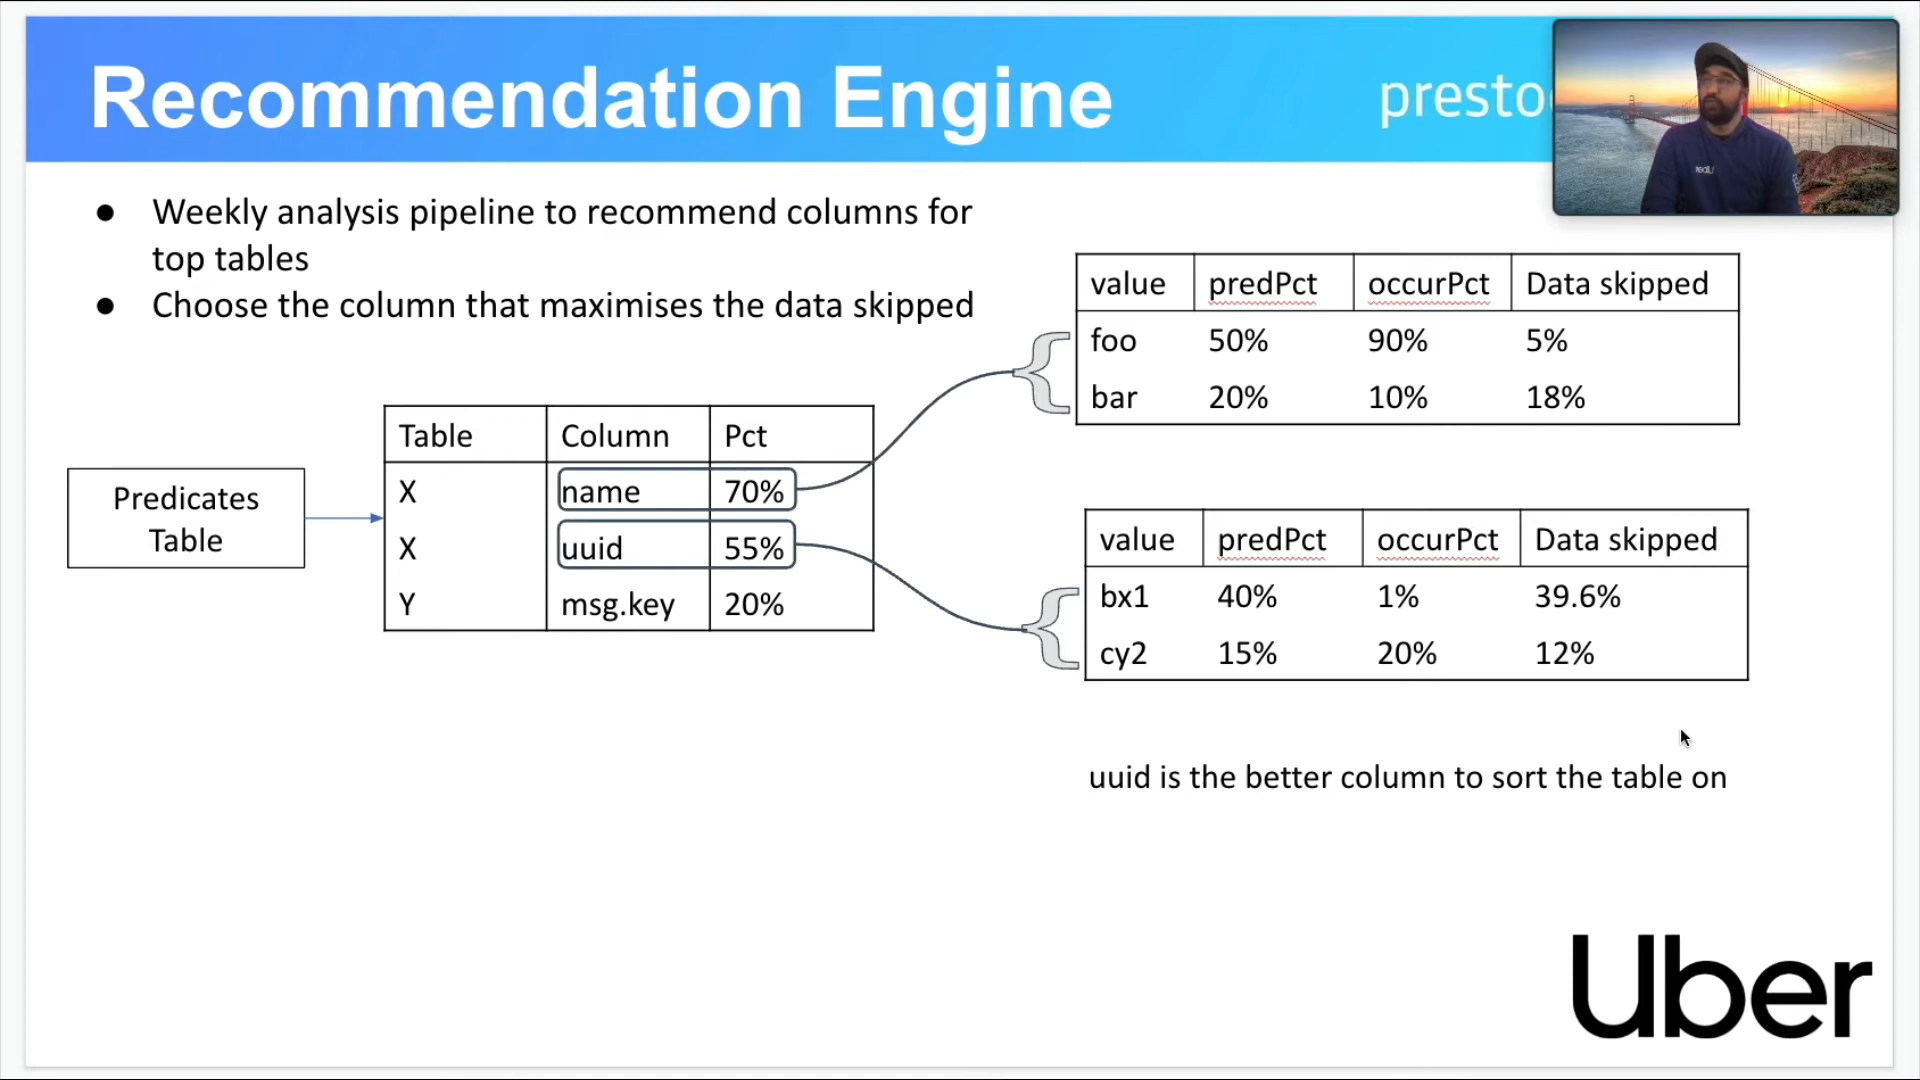 Recommendation Engine
presto
● Weekly analysis pipeline to recommend columns for
top tables
● Choose the column that maximises the data skipped
Predicates
Table
Table Column Pct
X name 70%
X uuid 55%
Y msg.key 20%
value predPct occurPct Data skipped
foo 50% 90% 5%
bar 20% 10% 18%
value predPct occurPct Data skipped
bx1 40% 1% 39.6%
cy2 15% 20% 12%
uuid is the better column to sort the table on
Uber